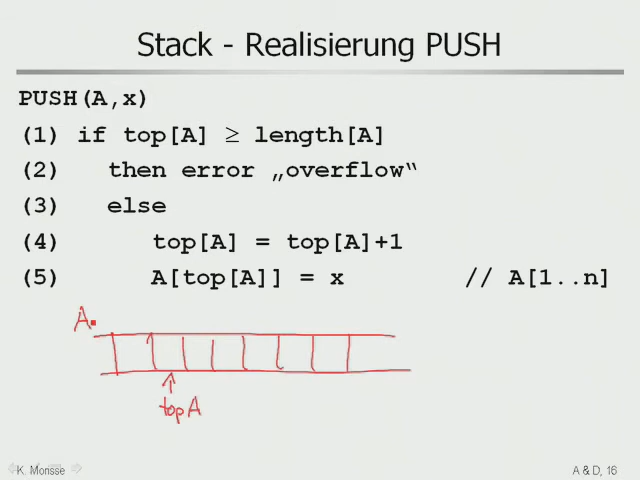 Stack - Realisierung PUSH
PUSH(A,x)
(1) if top[A] ≥ length[A]
(2) then error „overflow“
(3) else
(4) top[A] = top[A]+1
(5) A[top[A]] = x // A[1..n]
A
top A
K. Morisse
A & D, 16